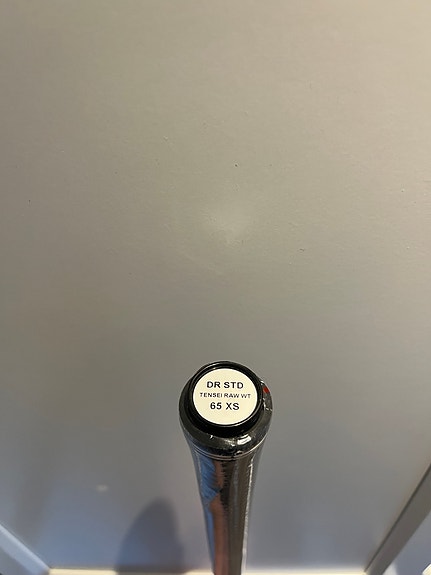 DR STD
TENSEI RAW WT
65 XS